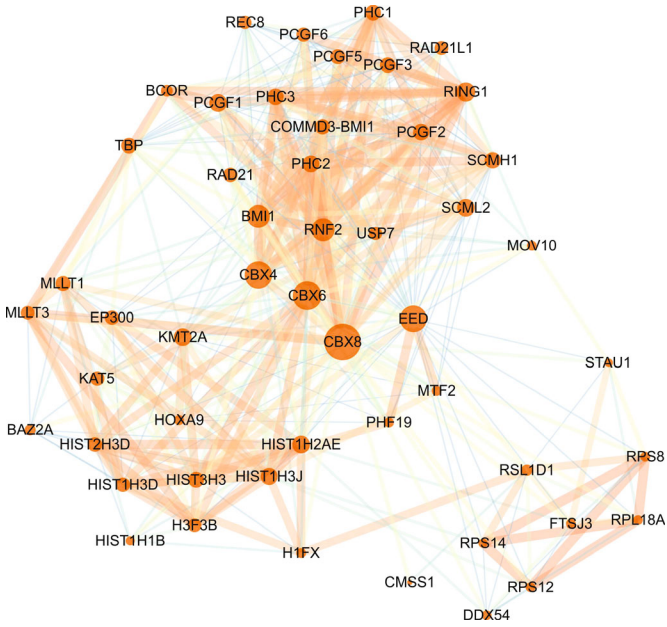 PHC1
REC8
PCGF6
RAD21L1
PCGF5
PCGF3
BCOR
RING1
PHC3
PCGF1
COMMD3-BMI1
PCGF2
TBP
SCMH1
PHC2
RAD21
SCML2
BMI1
RNF2
USP7
MOV10
CBX4
MLLT1
CBX6
MLLT3
EP300
EED
KMT2A
CBX8
STAU1
KAT5
MTF2
HOXA9
PHF19
BAZ2A
HIST2H3D
HIST1H2AE
RPS8
RSL1D1
HIST3H3
HIST1H3J
HIST1H3D
RPL18A
H3F3B
FTSJ3
HIST1H1B
RPS14
H1FX
CMSS1
RPS12
DDX54